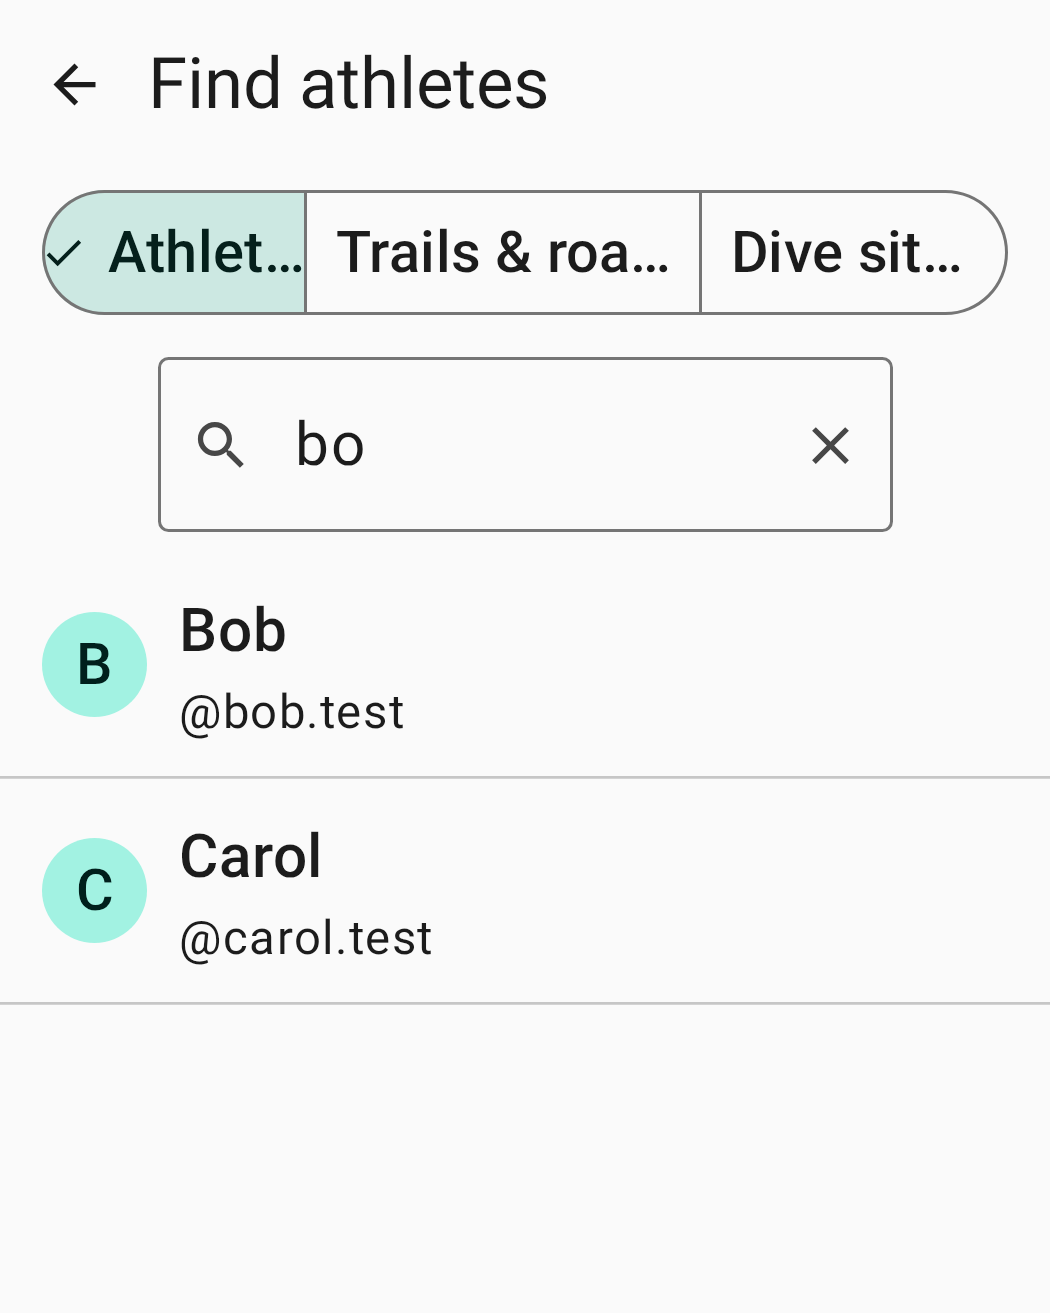 Find athletes
Athlet... Trails & roa... Dive sit...
bo
B
Bob
@bob.test
C
Carol
@carol.test